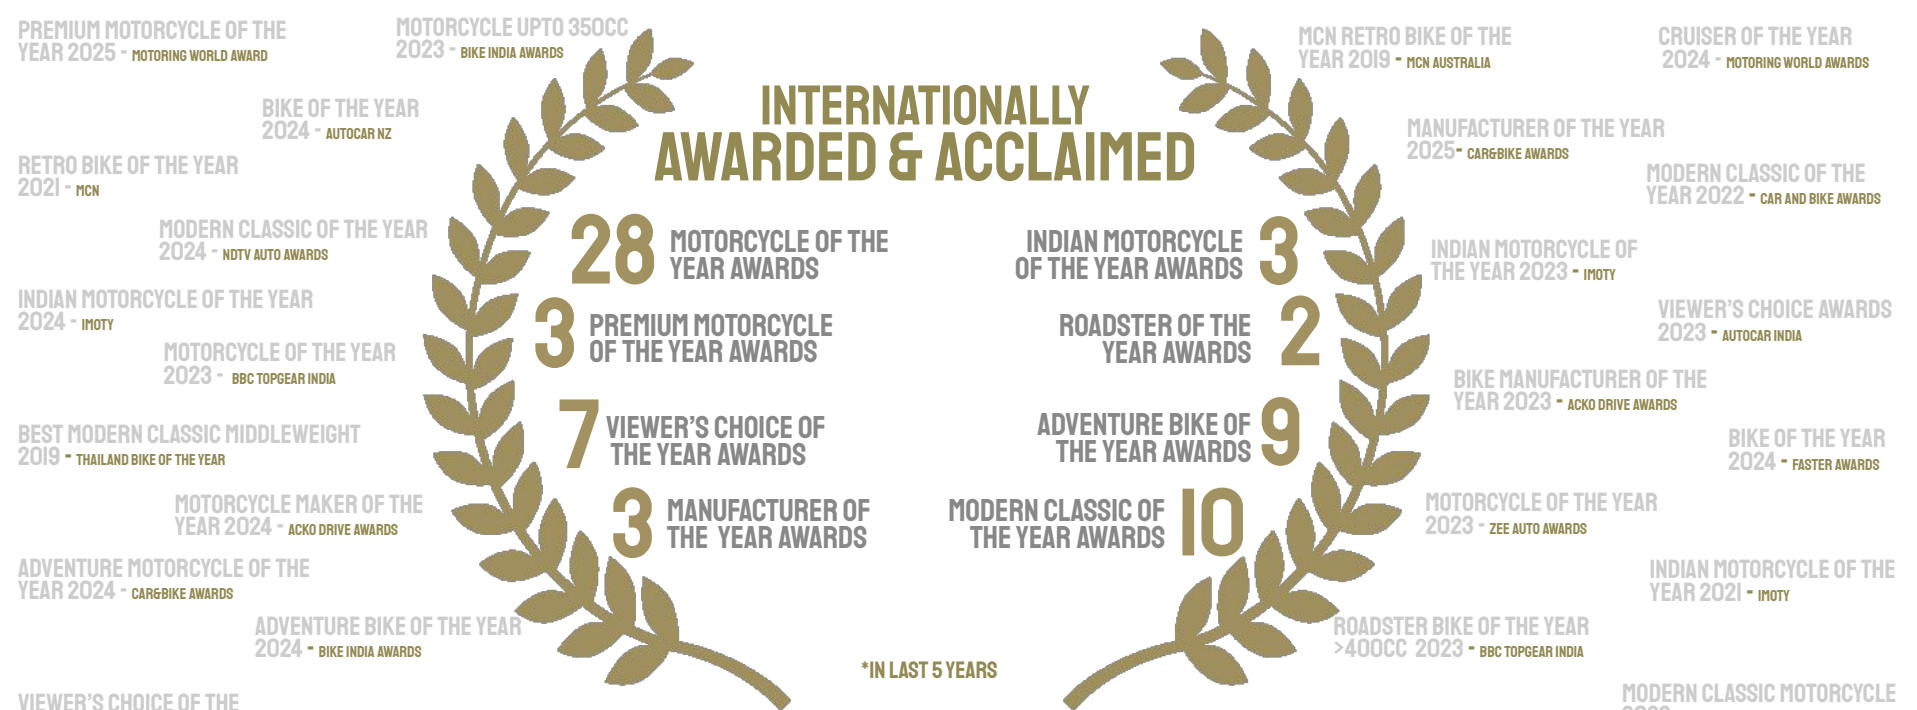 PREMIUM MOTORCYCLE OF THE
YEAR 2025 - MOTORING WORLD AWARD
MOTORCYCLE UPTO 350CC
2023 - BIKE INDIA AWARDS
BIKE OF THE YEAR
2024 - AUTOCAR NZ
RETRO BIKE OF THE YEAR
2021 - MCN
MODERN CLASSIC OF THE YEAR
2024 - NDTV AUTO AWARDS
INDIAN MOTORCYCLE OF THE YEAR
2024 - IMOTY
MOTORCYCLE OF THE YEAR
2023 - BBC TOPGEAR INDIA
BEST MODERN CLASSIC MIDDLEWEIGHT
2019 - THAILAND BIKE OF THE YEAR
MOTORCYCLE MAKER OF THE
YEAR 2024 - ACKO DRIVE AWARDS
ADVENTURE MOTORCYCLE OF THE
YEAR 2024 - CAR&BIKE AWARDS
ADVENTURE BIKE OF THE YEAR
2024 - BIKE INDIA AWARDS
VIEWER'S CHOICE OF THE
INTERNATIONALLY
AWARDED & ACCLAIMED
28 MOTORCYCLE OF THE
YEAR AWARDS
3 PREMIUM MOTORCYCLE
OF THE YEAR AWARDS
7 VIEWER'S CHOICE OF
THE YEAR AWARDS
3 MANUFACTURER OF
THE YEAR AWARDS
INDIAN MOTORCYCLE 3
OF THE YEAR AWARDS
ROADSTER OF THE 2
YEAR AWARDS
ADVENTURE BIKE OF 9
THE YEAR AWARDS
MODERN CLASSIC OF 10
THE YEAR AWARDS
*IN LAST 5 YEARS
MCN RETRO BIKE OF THE
YEAR 2019 - MCN AUSTRALIA
CRUISER OF THE YEAR
2024 - MOTORING WORLD AWARDS
MANUFACTURER OF THE YEAR
2025- CAR&BIKE AWARDS
MODERN CLASSIC OF THE
YEAR 2022 - CAR AND BIKE AWARDS
INDIAN MOTORCYCLE OF
THE YEAR 2023 - IMOTY
VIEWER'S CHOICE AWARDS
2023 - AUTOCAR INDIA
BIKE MANUFACTURER OF THE
YEAR 2023 - ACKO DRIVE AWARDS
BIKE OF THE YEAR
2024 - FASTER AWARDS
MOTORCYCLE OF THE YEAR
2023 - ZEE AUTO AWARDS
INDIAN MOTORCYCLE OF THE
YEAR 2021 - IMOTY
ROADSTER BIKE OF THE YEAR
>400CC 2023 - BBC TOPGEAR INDIA
MODERN CLASSIC MOTORCYCLE